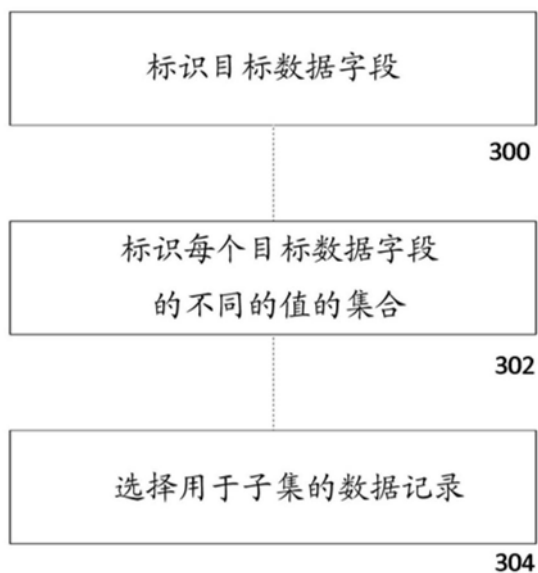 标识目标数据字段
300
标识每个目标数据字段
的不同的值的集合
302
选择用于子集的数据记录
304